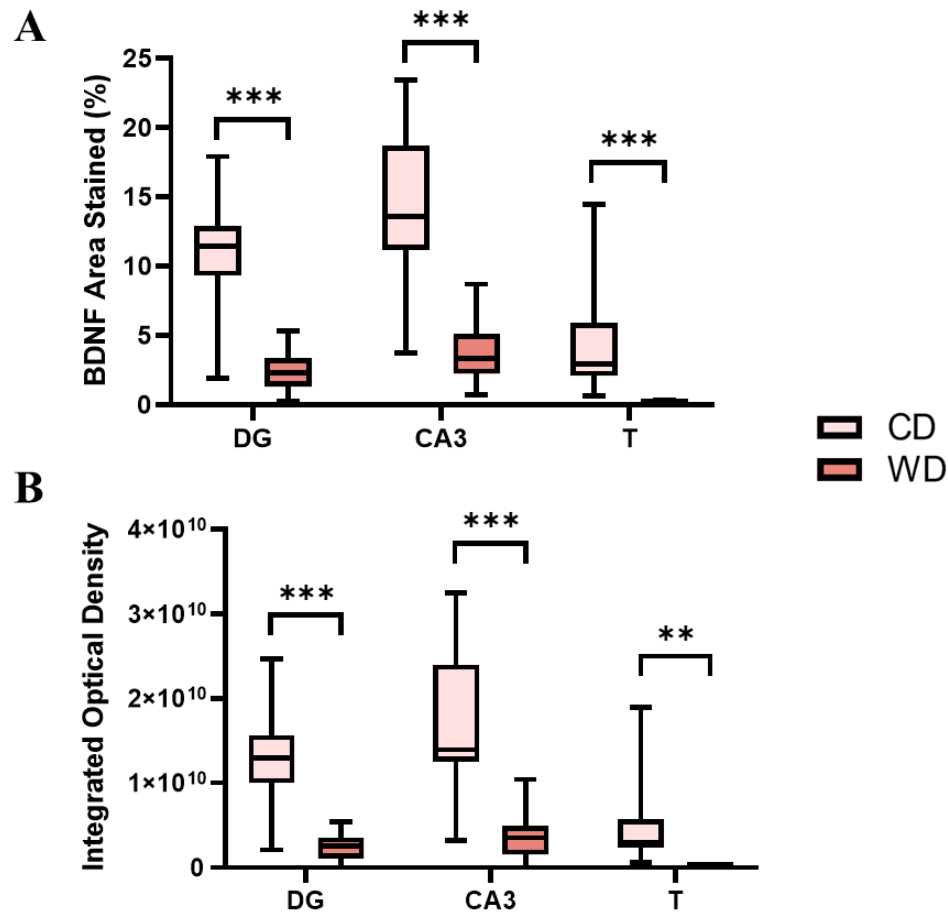 A
BDNF Area Stained (%)
25
20
15
10
5
0
***
***
***
DG
CA3
T
CD
WD
B
Integrated Optical Density
4×10¹⁰
3×10¹⁰
2×10¹⁰
1×10¹⁰
0
***
***
**
DG
CA3
T